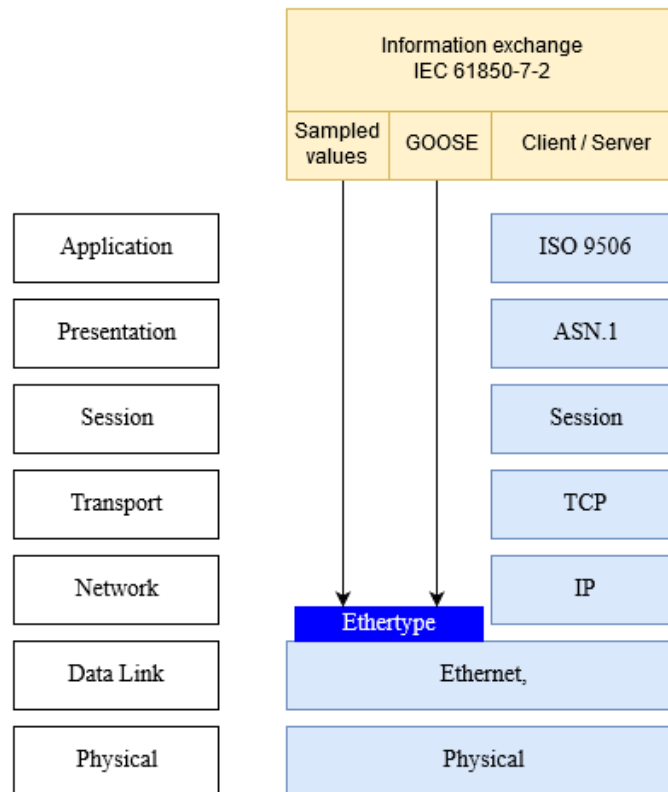 Information exchange
IEC 61850-7-2
Sampled
values
GOOSE
Client / Server
Application
ISO 9506
Presentation
ASN.1
Session
Session
Transport
TCP
Network
IP
Ethertype
Data Link
Ethernet,
Physical
Physical